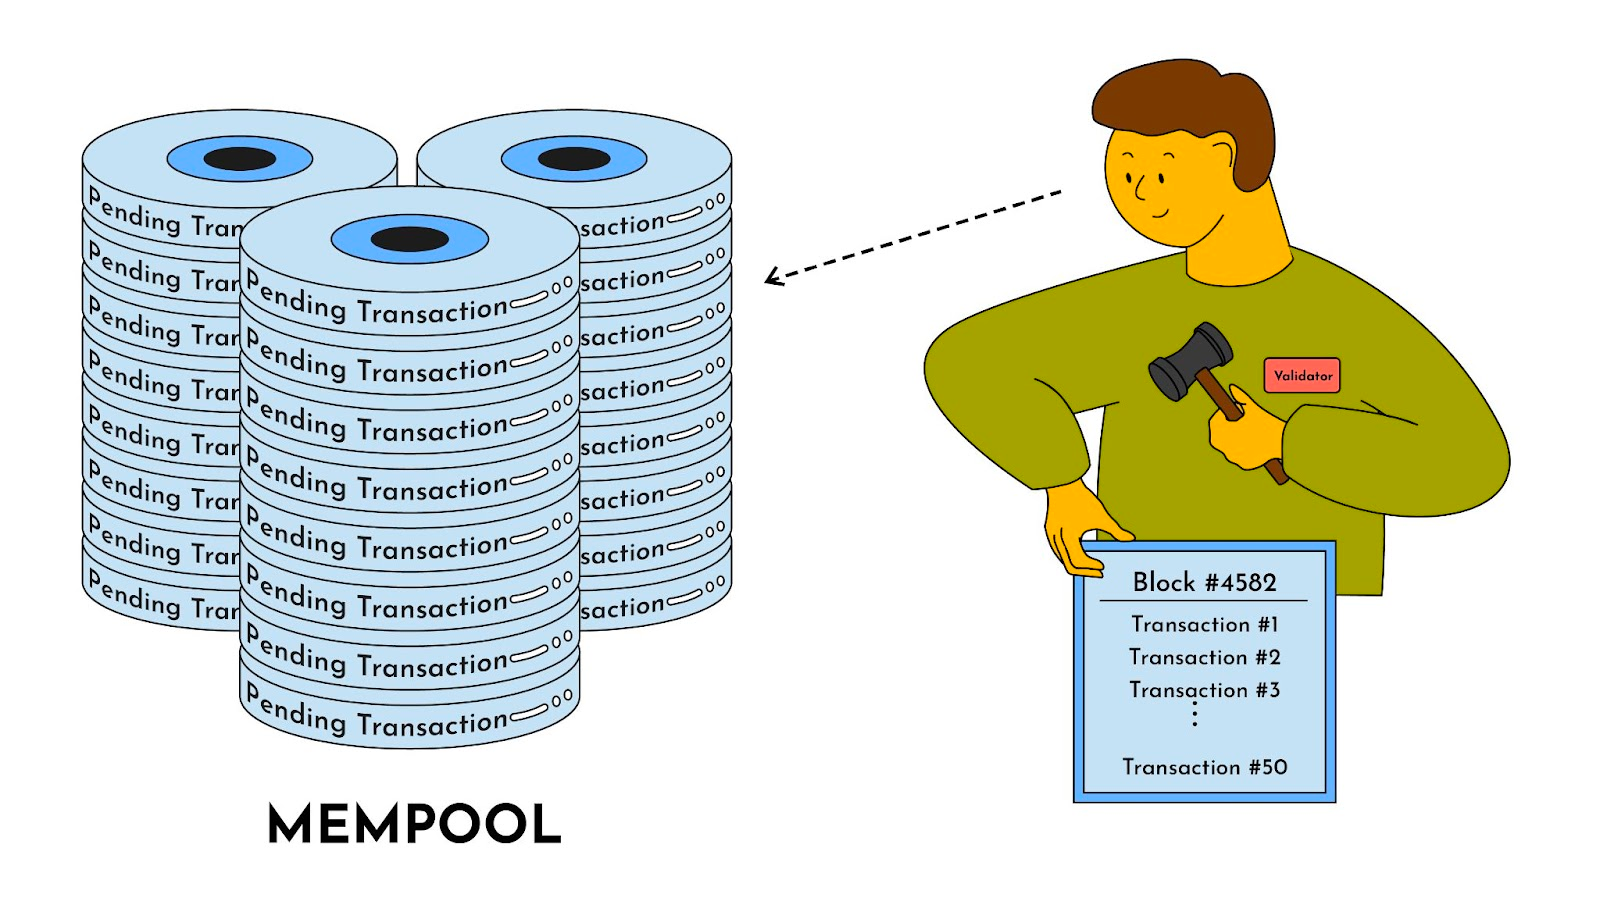 Pending Tran
Pending Tran
Pending Tran
Pending Tran
Pending Tran
Pending Tran
Pending Tran
Pending Tran
Pending Transaction
Pending Transaction
Pending Transaction
Pending Transaction
Pending Transaction
Pending Transaction
Pending Transaction
Pending Transaction
saction
saction
saction
saction
saction
saction
saction
saction
MEMPOOL
Validator
Block #4582
Transaction #1
Transaction #2
Transaction #3
⋮
Transaction #50